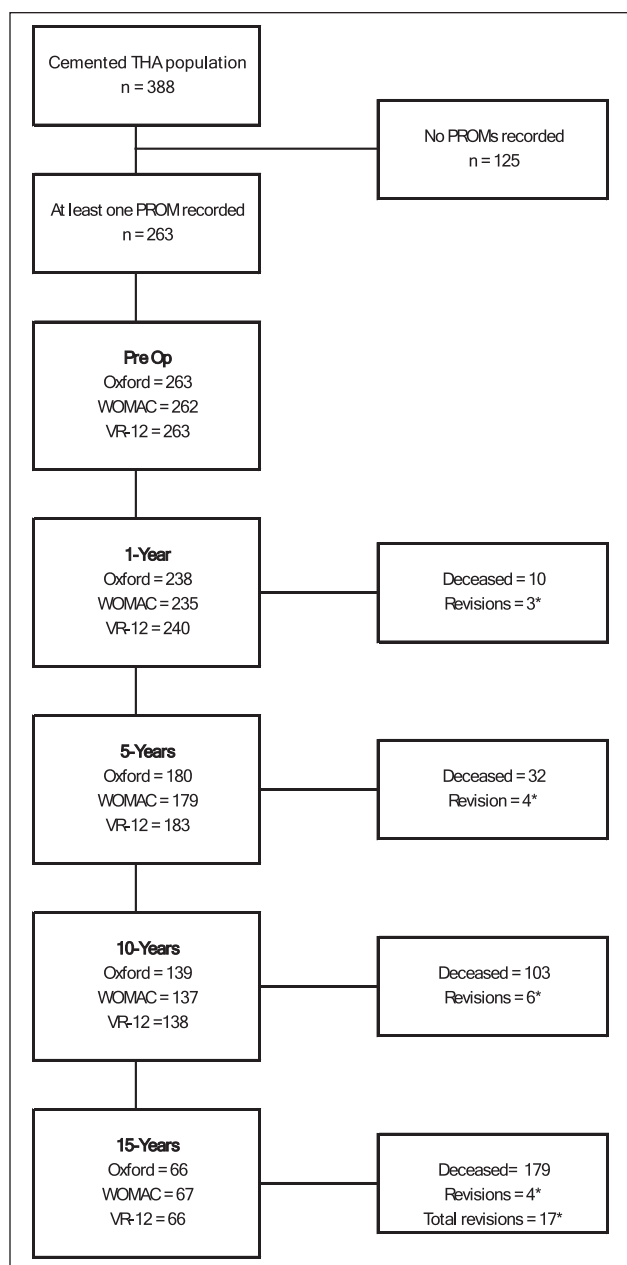 Cemented THA population
n = 388
No PROMs recorded
n = 125
At least one PROM recorded
n = 263
Pre Op
Oxford = 263
WOMAC = 262
VR-12 = 263
1-Year
Oxford = 238
WOMAC = 235
VR-12 = 240
Deceased = 10
Revisions = 3*
5-Years
Oxford = 180
WOMAC = 179
VR-12 = 183
Deceased = 32
Revision = 4*
10-Years
Oxford = 139
WOMAC = 137
VR-12 =138
Deceased = 103
Revisions = 6*
15-Years
Oxford = 66
WOMAC = 67
VR-12 = 66
Deceased= 179
Revisions = 4*
Total revisions = 17*